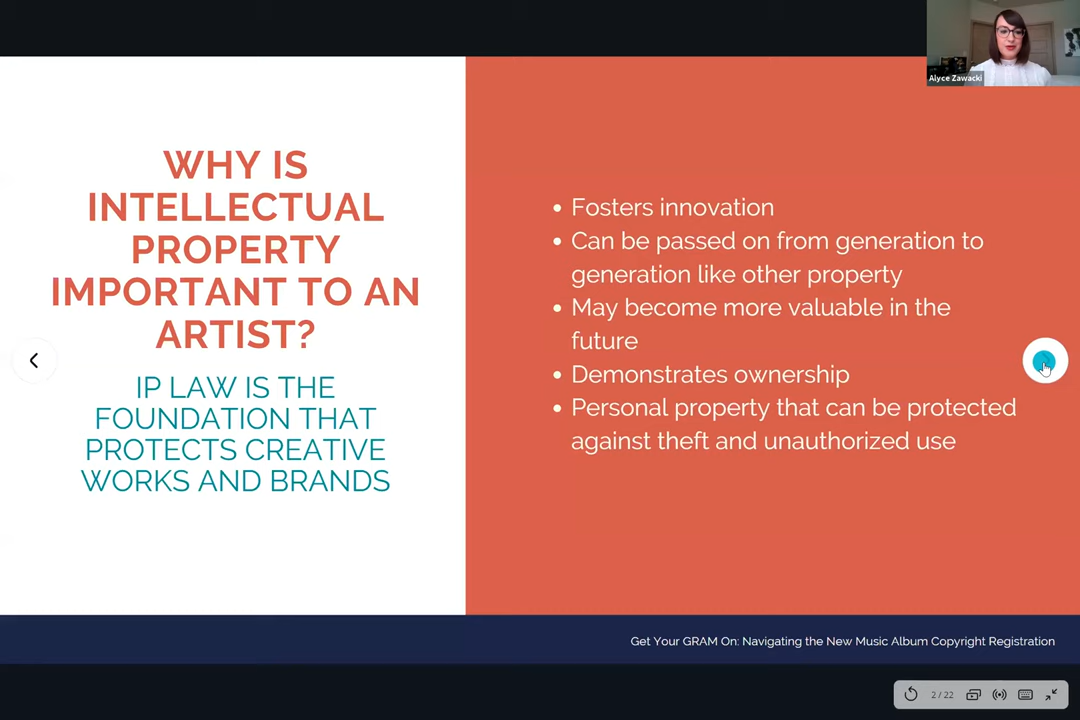 Alyce Zawacki
WHY IS
INTELLECTUAL
PROPERTY
IMPORTANT TO AN
ARTIST?
IP LAW IS THE
FOUNDATION THAT
PROTECTS CREATIVE
WORKS AND BRANDS
• Fosters innovation
• Can be passed on from generation to
generation like other property
• May become more valuable in the
future
• Demonstrates ownership
• Personal property that can be protected
against theft and unauthorized use
Get Your GRAM On: Navigating the New Music Album Copyright Registration
2 / 22